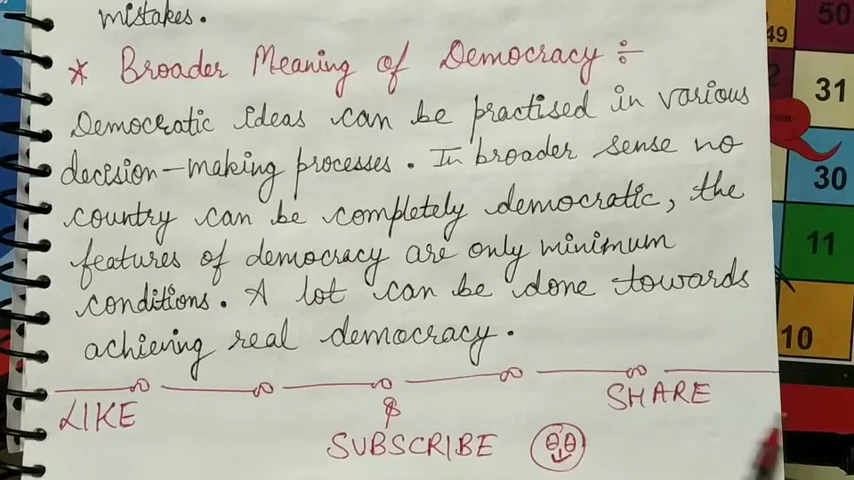 mistakes.
* Broader Meaning of Democracy ÷
Democratic ideas can be practised in various
decision-making processes. In broader sense no
country can be completely democratic, the
features of democracy are only minimum
conditions. A lot can be done towards
achieving real democracy.
LIKE
&
SUBSCRIBE
SHARE
50
49
31
30
11
10